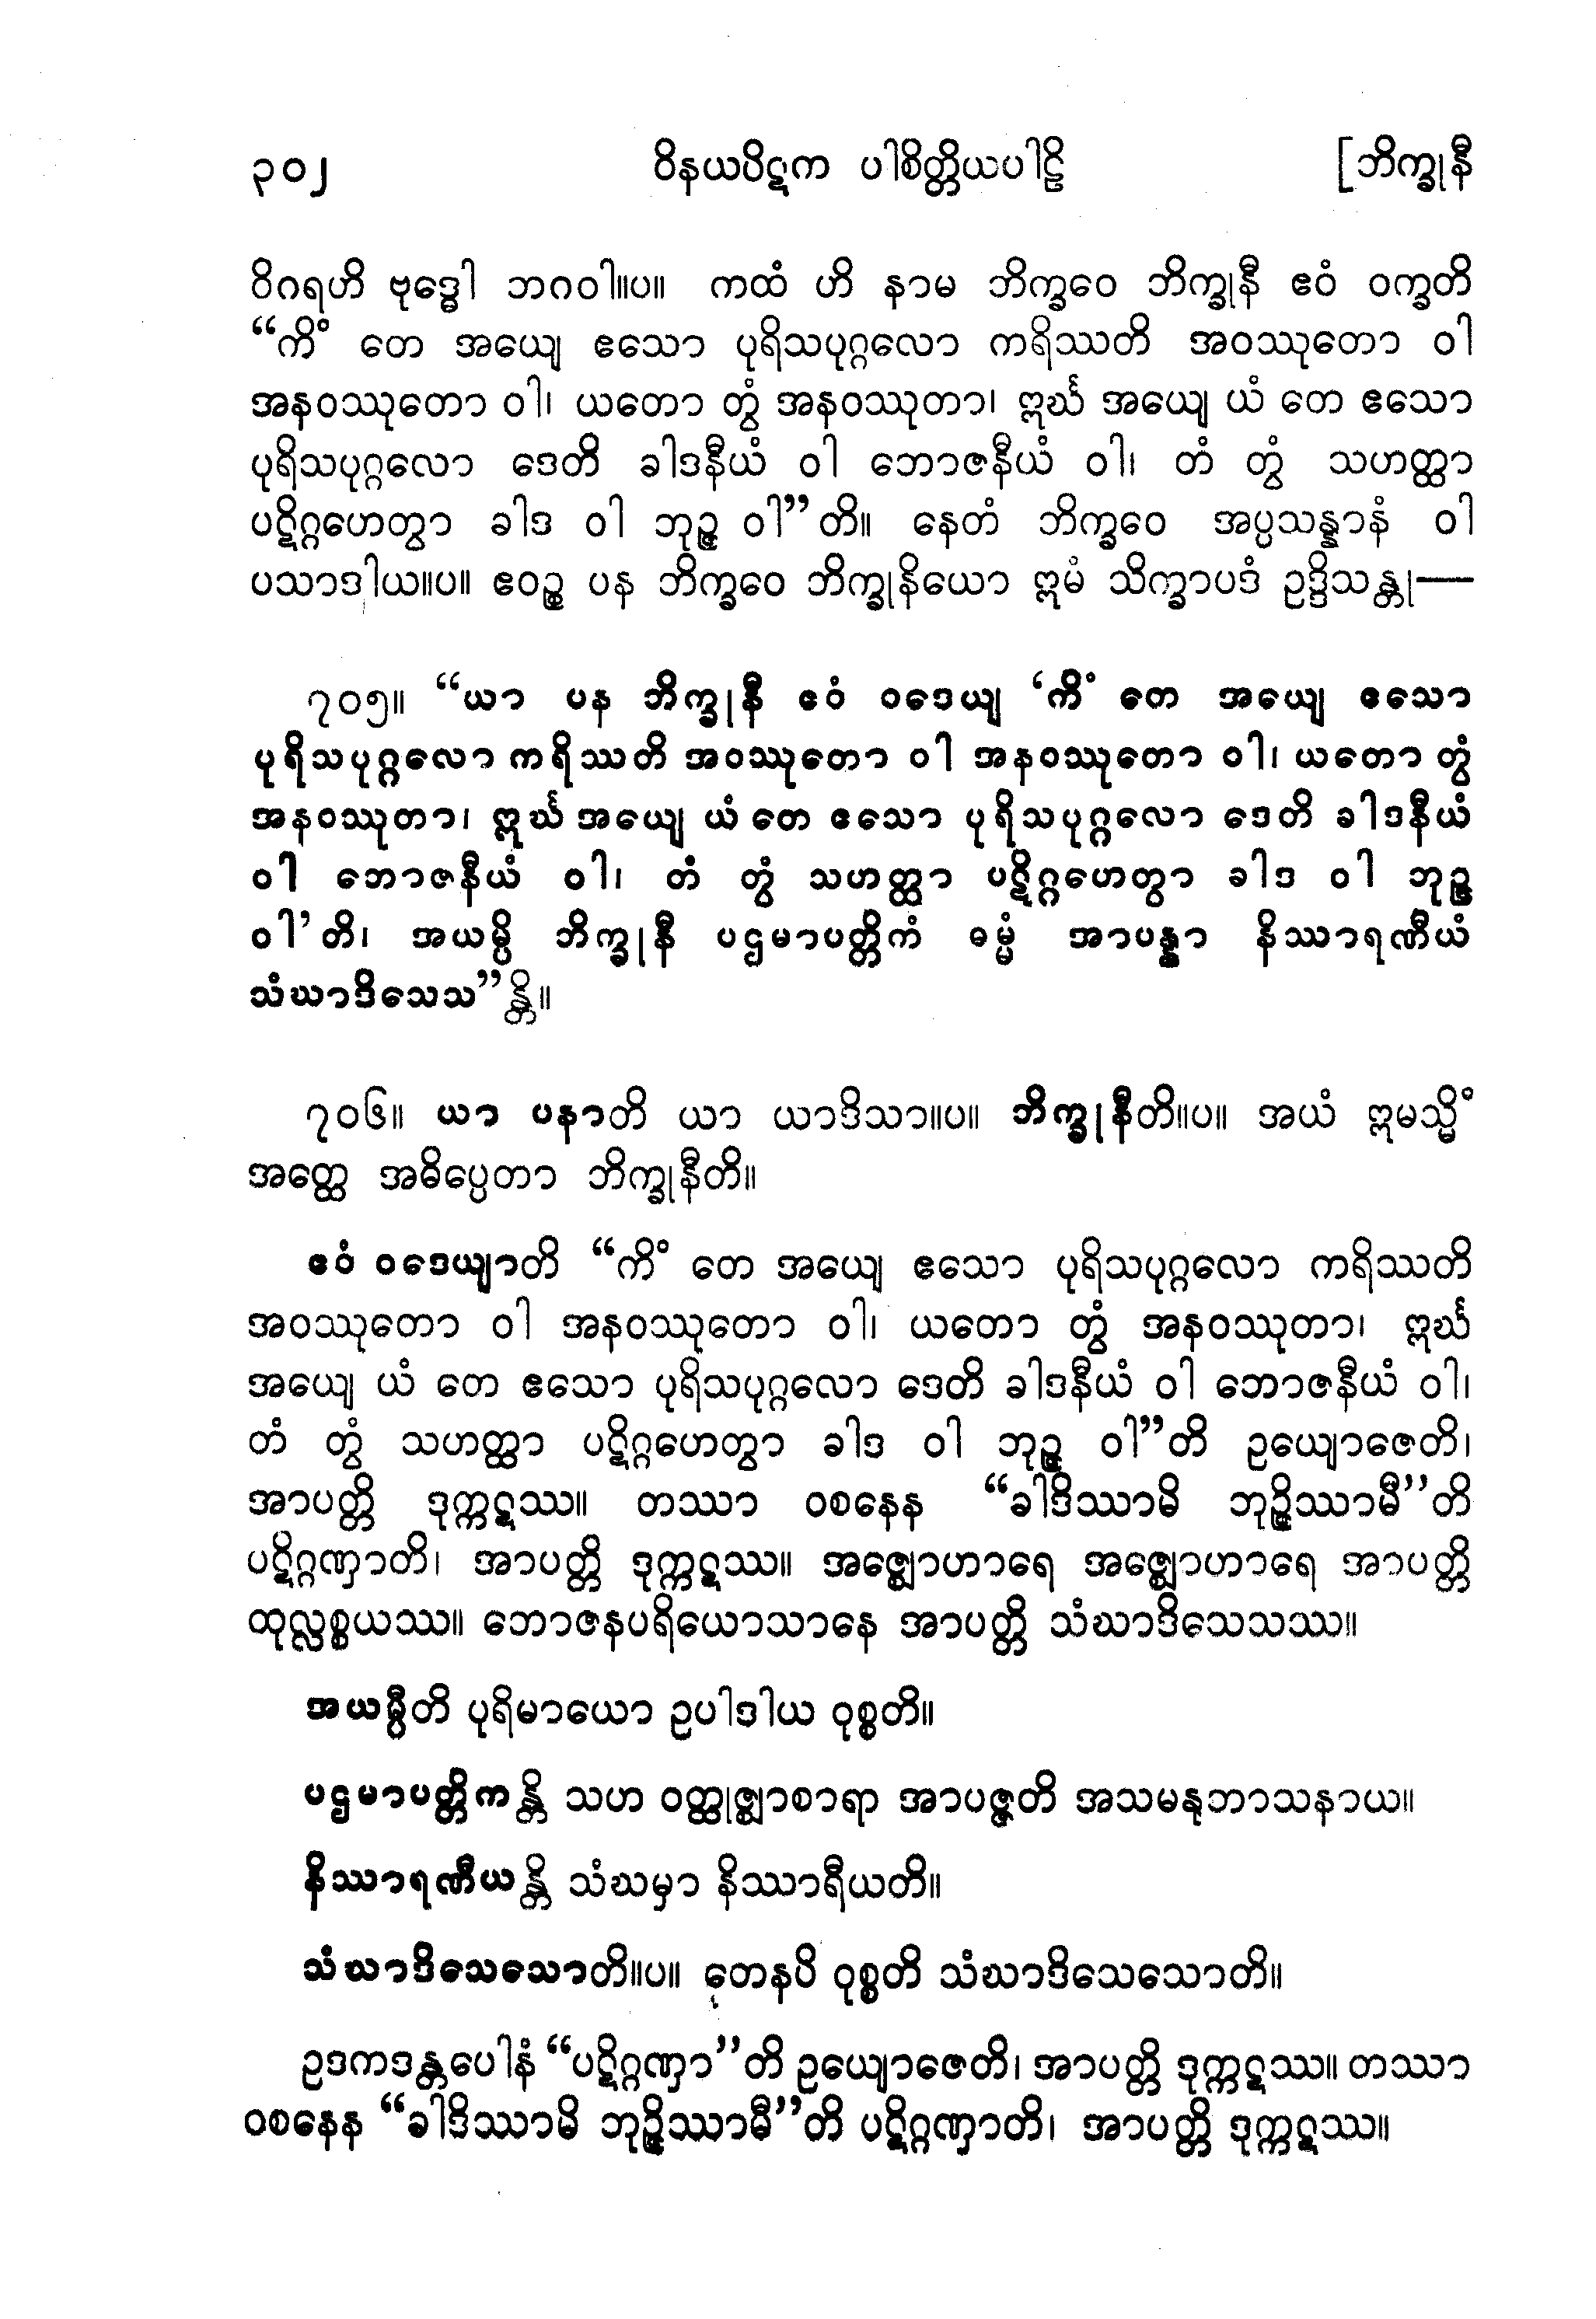 ၃၀၂ ဝိနယပိဋက ပါစိတ္တိယပါဠိ [ဘိက္ခုနီ
ဝိဂရဟိ ဗုဒ္ဓေါ ဘဂဝါ။ပ။ ကထံ ဟိ နာမ ဘိက္ခဝေ ဘိက္ခုနီ ဧဝံ ဝက္ခတိ
“ကိံ တေ အယျေ ဧသော ပုရိသပုဂ္ဂလော ကရိဿတိ အဝဿုတော ဝါ
အနဝဿုတော ဝါ၊ ယတော တွံ အနဝဿုတာ၊ ဣင်္ဃ အယျေ ယံ တေ ဧသော
ပုရိသပုဂ္ဂလော ဒေတိ ခါဒနီယံ ဝါ ဘောဇနီယံ ဝါ၊ တံ တွံ သဟတ္ထာ
ပဋိဂ္ဂဟေတွာ ခါဒ ဝါ ဘုဉ္ဇ ဝါ”တိ။ နေတံ ဘိက္ခဝေ အပ္ပသန္နာနံ ဝါ
ပသာဒါယ။ပ။ ဧဝဉ္စ ပန ဘိက္ခဝေ ဘိက္ခုနိယော ဣမံ သိက္ခာပဒံ ဥဒ္ဒိသန္တု—
၇၀၅။ “ယာ ပန ဘိက္ခုနီ ဧဝံ ဝဒေယျ ‘ကိံ တေ အယျေ ဧသော
ပုရိသပုဂ္ဂလော ကရိဿတိ အဝဿုတော ဝါ အနဝဿုတော ဝါ၊ ယတော တွံ
အနဝဿုတာ၊ ဣင်္ဃ အယျေ ယံ တေ ဧသော ပုရိသပုဂ္ဂလော ဒေတိ ခါဒနီယံ
ဝါ ဘောဇနီယံ ဝါ၊ တံ တွံ သဟတ္ထာ ပဋိဂ္ဂဟေတွာ ခါဒ ဝါ ဘုဉ္ဇ
ဝါ’တိ၊ အယမ္ပိ ဘိက္ခုနီ ပဌမာပတ္တိကံ ဓမ္မံ အာပန္နာ နိဿာရဏီယံ
သံဃာဒိသေသ”န္တိ။
၇၀၆။ ယာ ပနာတိ ယာ ယာဒိသာ။ပ။ ဘိက္ခုနီတိ။ပ။ အယံ ဣမသ္မိံ
အတ္ထေ အဓိပ္ပေတာ ဘိက္ခုနီတိ။
ဧဝံ ဝဒေယျာတိ “ကိံ တေ အယျေ ဧသော ပုရိသပုဂ္ဂလော ကရိဿတိ
အဝဿုတော ဝါ အနဝဿုတော ဝါ၊ ယတော တွံ အနဝဿုတာ၊ ဣင်္ဃ
အယျေ ယံ တေ ဧသော ပုရိသပုဂ္ဂလော ဒေတိ ခါဒနီယံ ဝါ ဘောဇနီယံ ဝါ၊
တံ တွံ သဟတ္ထာ ပဋိဂ္ဂဟေတွာ ခါဒ ဝါ ဘုဉ္ဇ ဝါ”တိ ဥယျောဇေတိ၊
အာပတ္တိ ဒုက္ကဋဿ။ တဿာ ဝစနေန “ခါဒိဿာမိ ဘုဉ္ဇိဿာမီ”တိ
ပဋိဂ္ဂဏှာတိ၊ အာပတ္တိ ဒုက္ကဋဿ။ အဇ္ဈောဟာရေ အဇ္ဈောဟာရေ အာပတ္တိ
ထုလ္လစ္စယဿ။ ဘောဇနပရိယောသာနေ အာပတ္တိ သံဃာဒိသေသဿ။
အယမ္ပီတိ ပုရိမာယော ဥပါဒါယ ဝုစ္စတိ။
ပဌမာပတ္တိကန္တိ သဟ ဝတ္ထုဇ္ဈာစာရာ အာပဇ္ဇတိ အသမနုဘာသနာယ။
နိဿာရဏီယန္တိ သံဃမှာ နိဿာရီယတိ။
သံဃာဒိသေသောတိ။ပ။ တေနပိ ဝုစ္စတိ သံဃာဒိသေသောတိ။
ဥဒကဒန္တပေါနံ “ပဋိဂ္ဂဏှာ”တိ ဥယျောဇေတိ၊ အာပတ္တိ ဒုက္ကဋဿ။ တဿာ
ဝစနေန “ခါဒိဿာမိ ဘုဉ္ဇိဿာမီ”တိ ပဋိဂ္ဂဏှာတိ၊ အာပတ္တိ ဒုက္ကဋဿ။